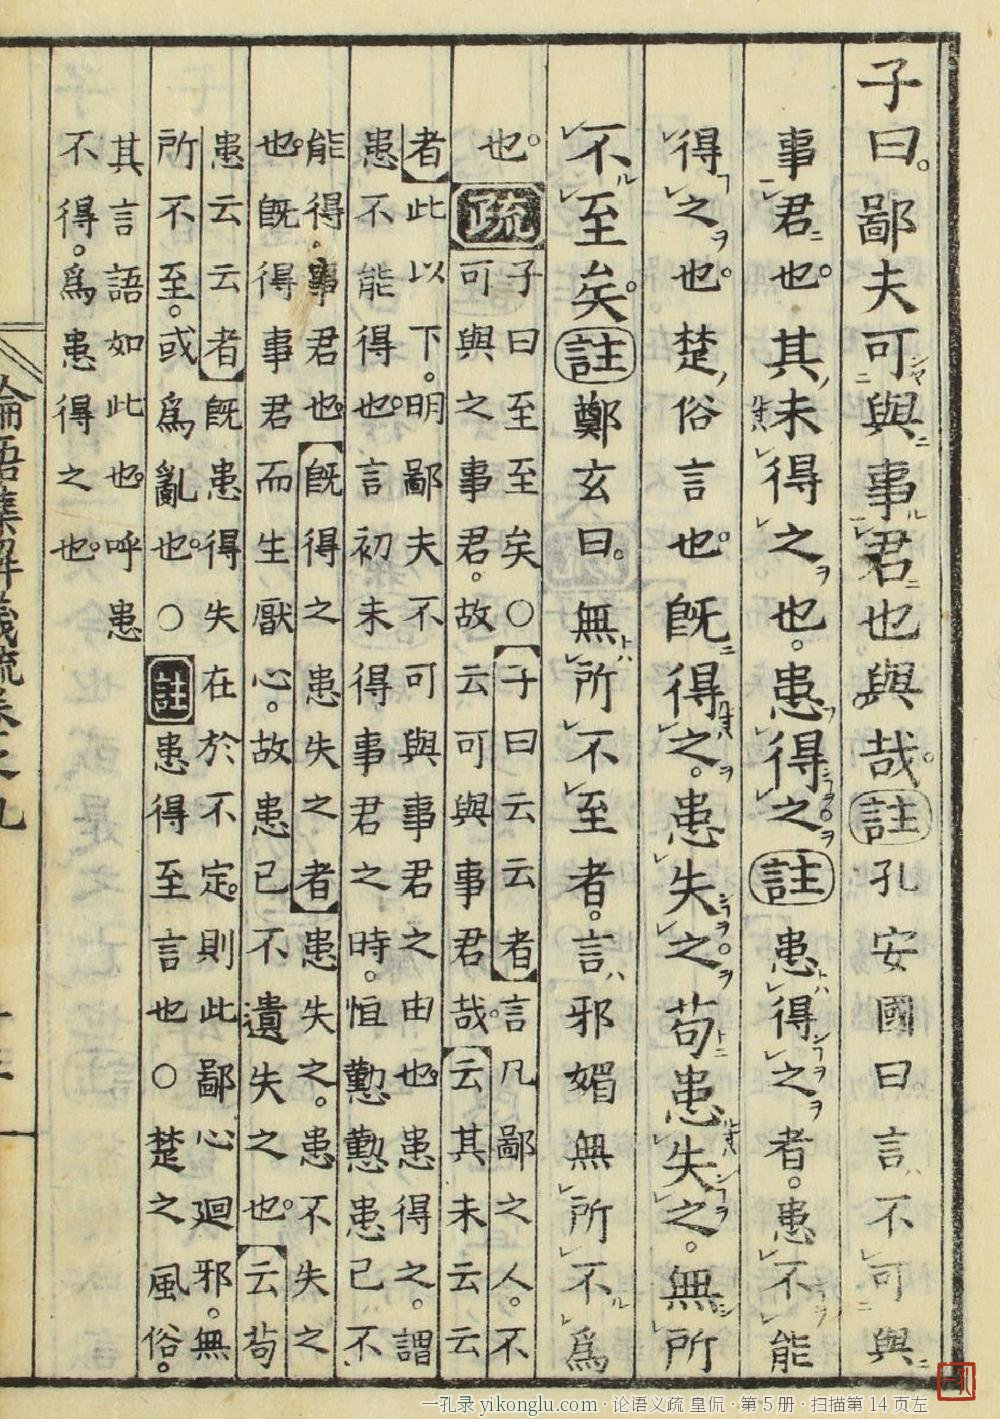 子曰。鄙夫可與事君也與哉。註孔安國曰言不可與
事君也。其未得之也。患得之註患得之者。患不能
得之也。楚俗言也。既得之。患失之。苟患失之。無所
不至矣。註鄭玄曰。無所不至者。言邪媚無所不爲
也。疏
子曰至至矣○子曰云云者言凡鄙之人。不
可與之事君。故云可與事君哉。云其未云云
者此以下。明鄙夫不可與事君之由也。患得之。謂
患不能得也。言初未得事君之時。恒懃懃患己不
能得。事君也既得之患失之者患失之。患不失之
也。既得事君而生厭心。故患己不遺失之也。云茍
患云云者既患得失在於不定。則此鄙心廻邪。無
所不至。或爲亂也。○註患得至言也○楚之風俗。
其言語如此也。呼患
不得。爲患得之也。
論語集解義疏卷之九
一孔录 yikonglu.com · 论语义疏 皇侃 · 第 5 册 · 扫描第 14 页左